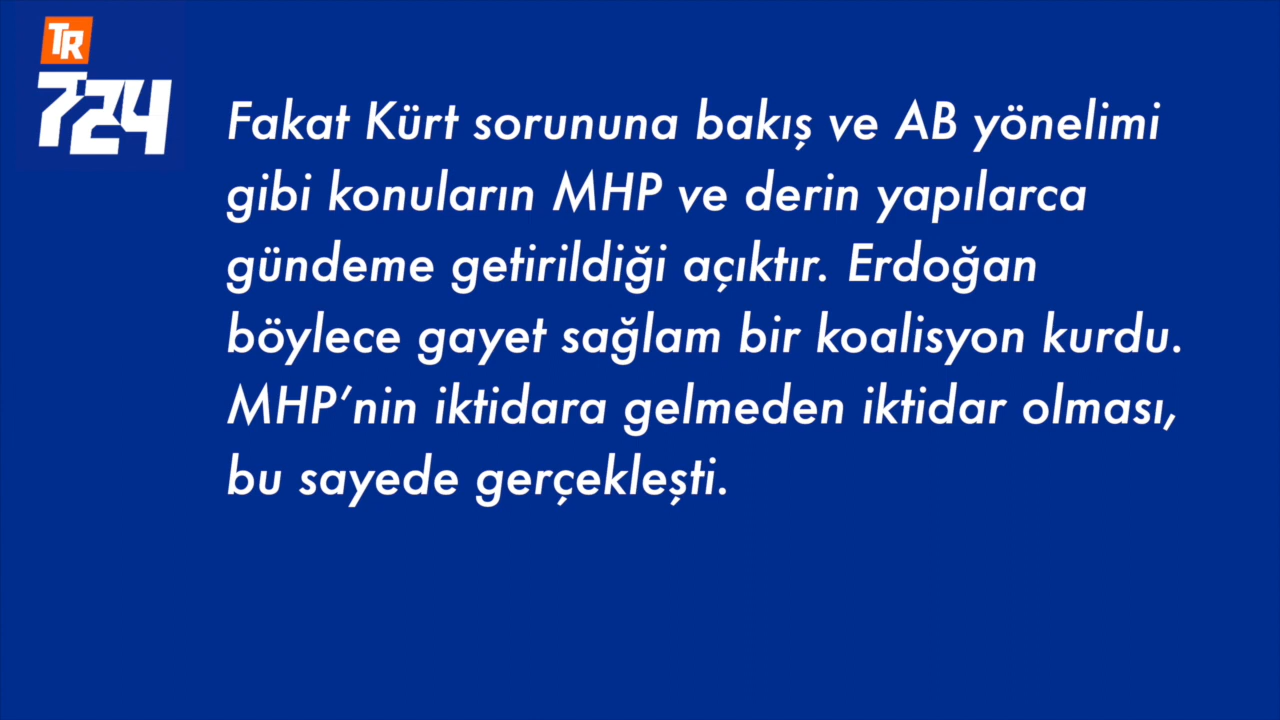 TR
724
Fakat Kürt sorununa bakış ve AB yönelimi
gibi konuların MHP ve derin yapılarca
gündeme getirildiği açıktır. Erdoğan
böylece gayet sağlam bir koalisyon kurdu.
MHP’nin iktidara gelmeden iktidar olması,
bu sayede gerçekleşti.